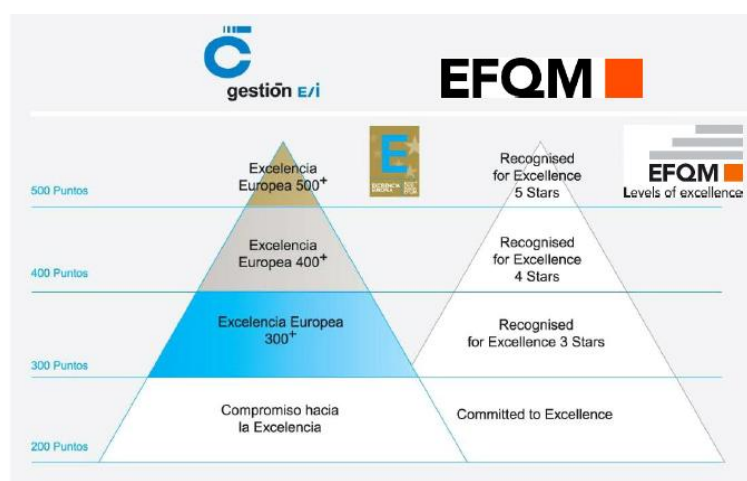 gestión E/i
EFQM
E
Excelencia
Europea 500+
Recognised
for Excellence
5 Stars
EFQM
Levels of excellence
500 Puntos
Excelencia
Europea 400+
Recognised
for Excellence
4 Stars
400 Puntos
Excelencia Europea
300+
Recognised
for Excellence 3 Stars
300 Puntos
Compromiso hacia
la Excelencia
Committed to Excellence
200 Puntos